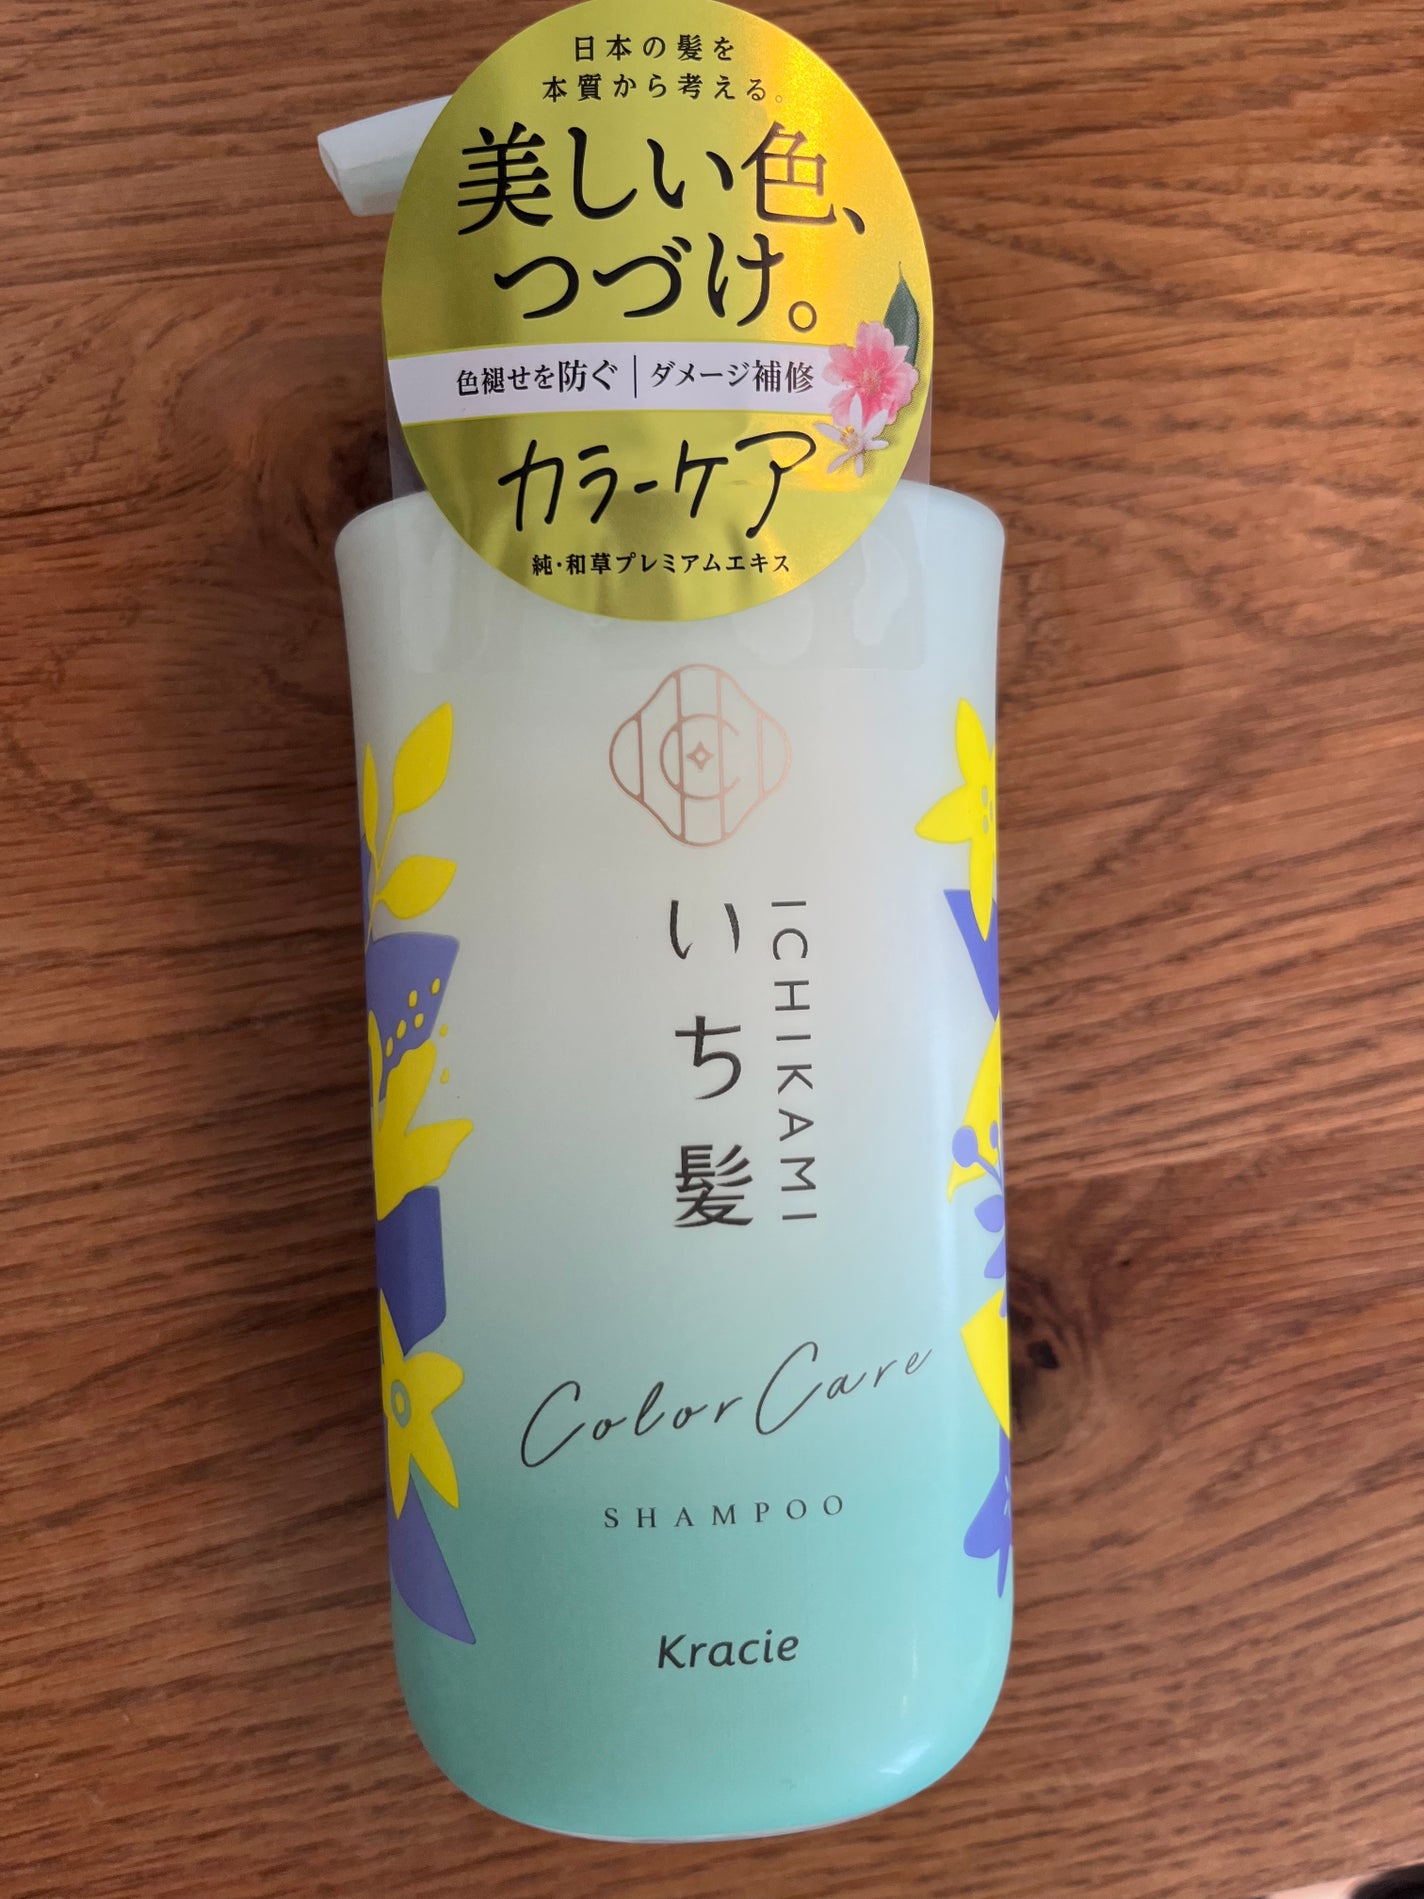 日本の髪を
本質から考える。
美しい色、
つづけ。
色褪せを防ぐ｜ダメージ補修
カラーケア
純・和草プレミアムエキス
いち髪
ICHIKAMI
Color Care
SHAMPOO
Kracie